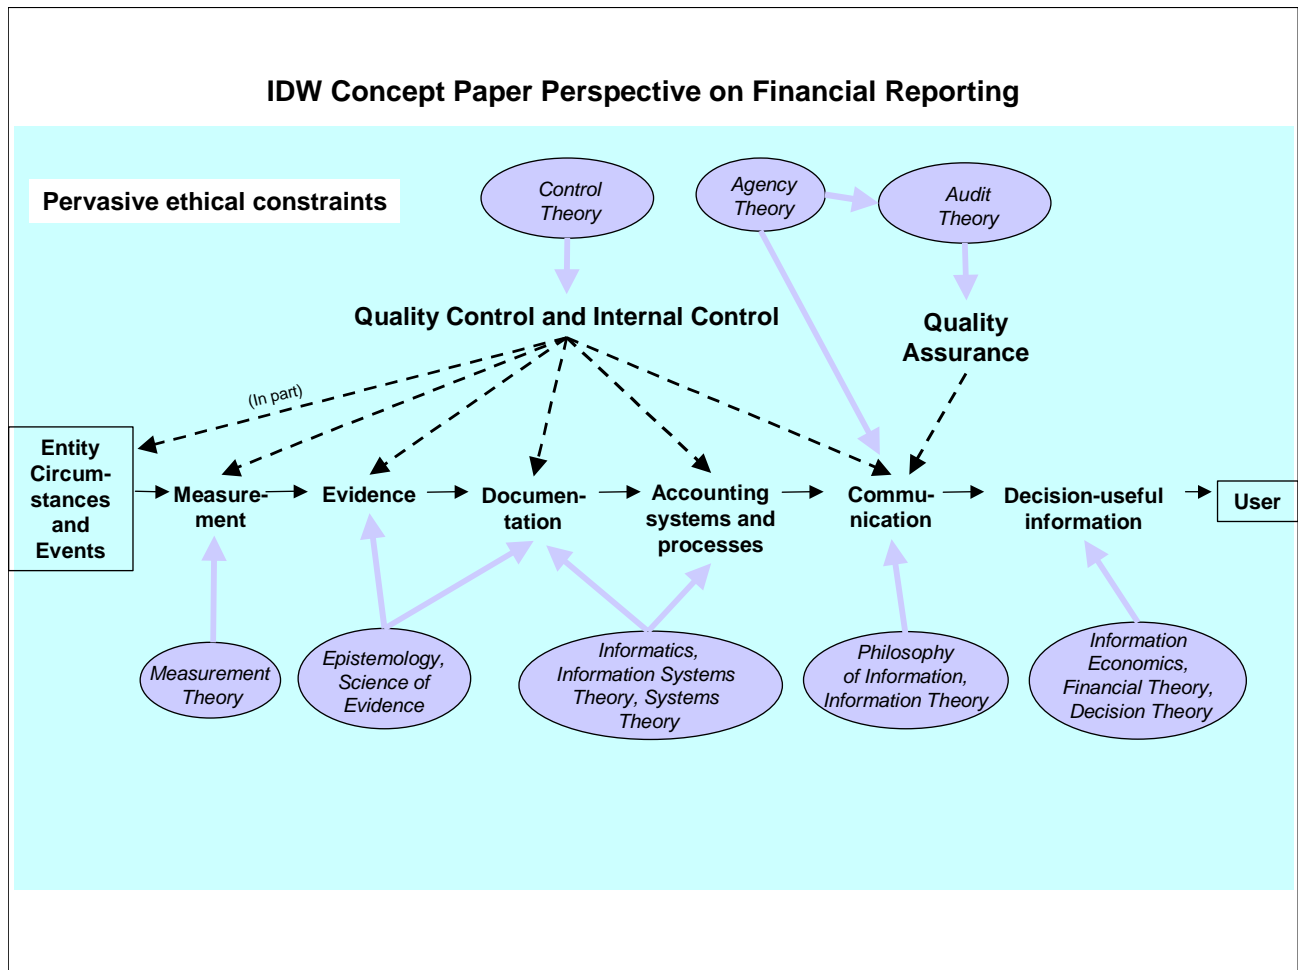 IDW Concept Paper Perspective on Financial Reporting
Pervasive ethical constraints
Control
Theory
Agency
Theory
Audit
Theory
Quality Control and Internal Control
Quality
Assurance
(In part)
Entity
Circum-
stances
and
Events
Measure-
ment
Evidence
Documen-
tation
Accounting
systems and
processes
Commu-
nication
Decision-useful
information
User
Measurement
Theory
Epistemology,
Science of
Evidence
Informatics,
Information Systems
Theory, Systems
Theory
Philosophy
of Information,
Information Theory
Information
Economics,
Financial Theory,
Decision Theory